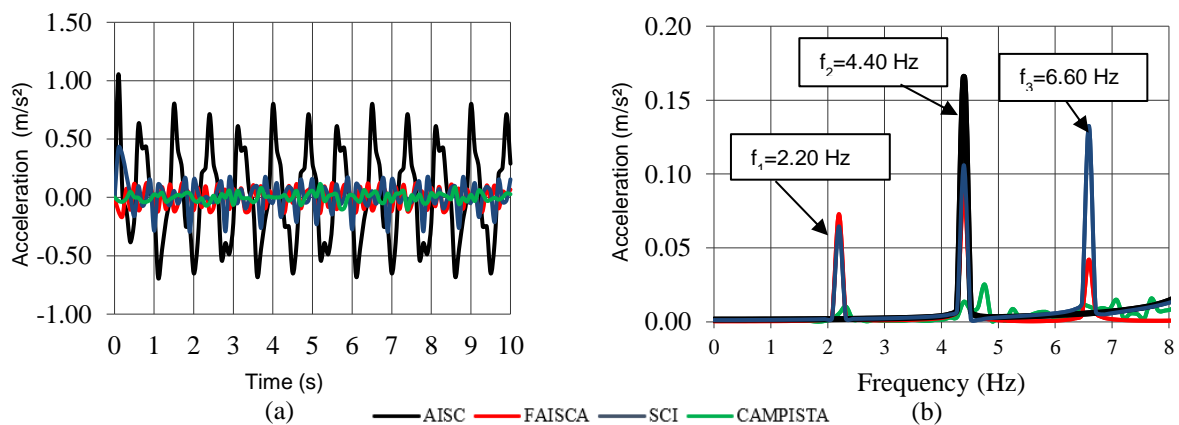 1.50
1.00
0.50
0.00
-0.50
-1.00
Acceleration (m/s²)
0 1 2 3 4 5 6 7 8 9 10
Time (s)
(a)
0.20
0.15
0.10
0.05
0.00
Acceleration (m/s²)
f₁=2.20 Hz
f₂=4.40 Hz
f₃=6.60 Hz
0 1 2 3 4 5 6 7 8
Frequency (Hz)
(b)
AISC FAISCA SCI CAMPISTA